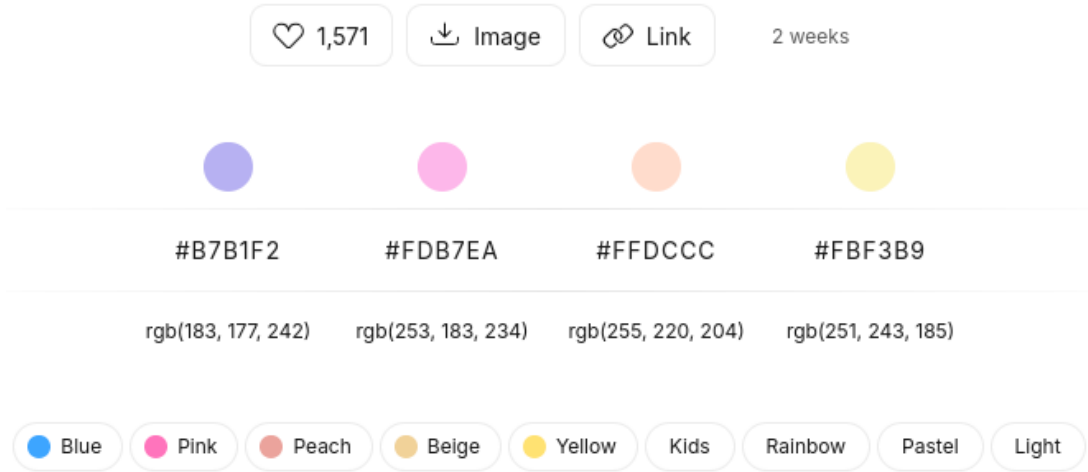 1,571 Image Link 2 weeks
#B7B1F2 #FDB7EA #FFDCCC #FBF3B9
rgb(183, 177, 242) rgb(253, 183, 234) rgb(255, 220, 204) rgb(251, 243, 185)
Blue Pink Peach Beige Yellow Kids Rainbow Pastel Light